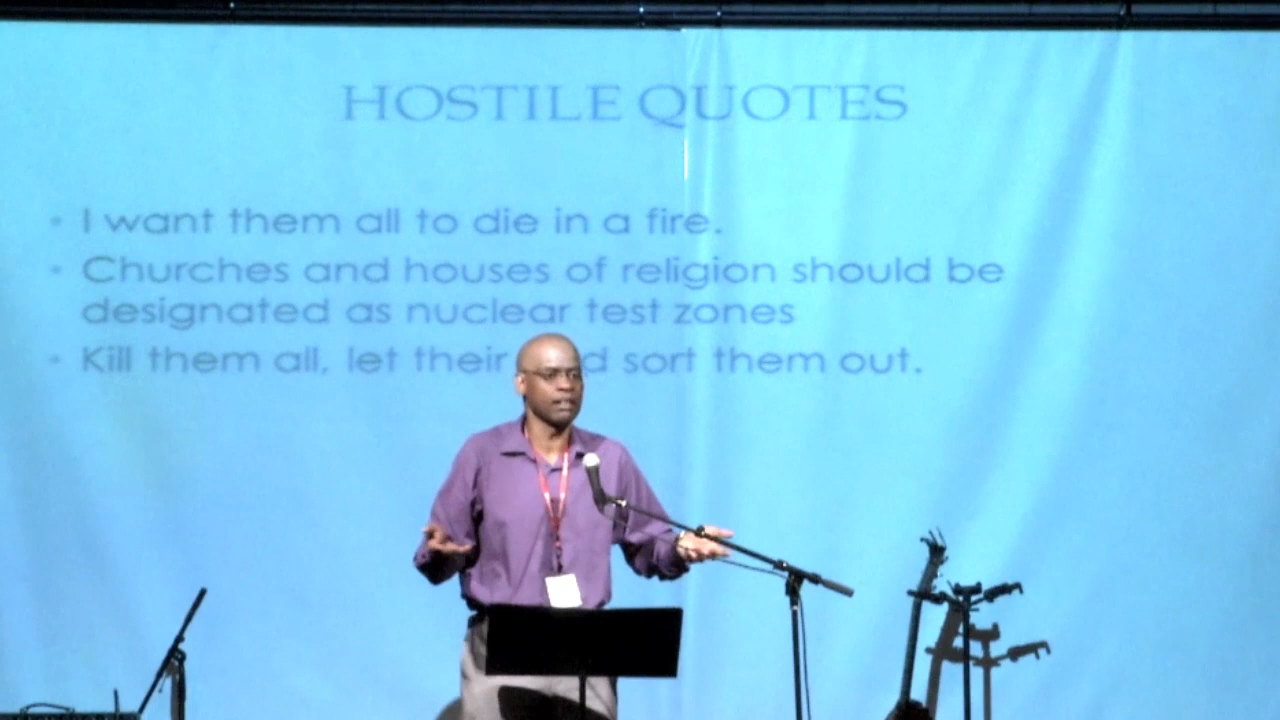 HOSTILE QUOTES
• I want them all to die in a fire.
• Churches and houses of religion should be
designated as nuclear test zones
• Kill them all, let their d sort them out.